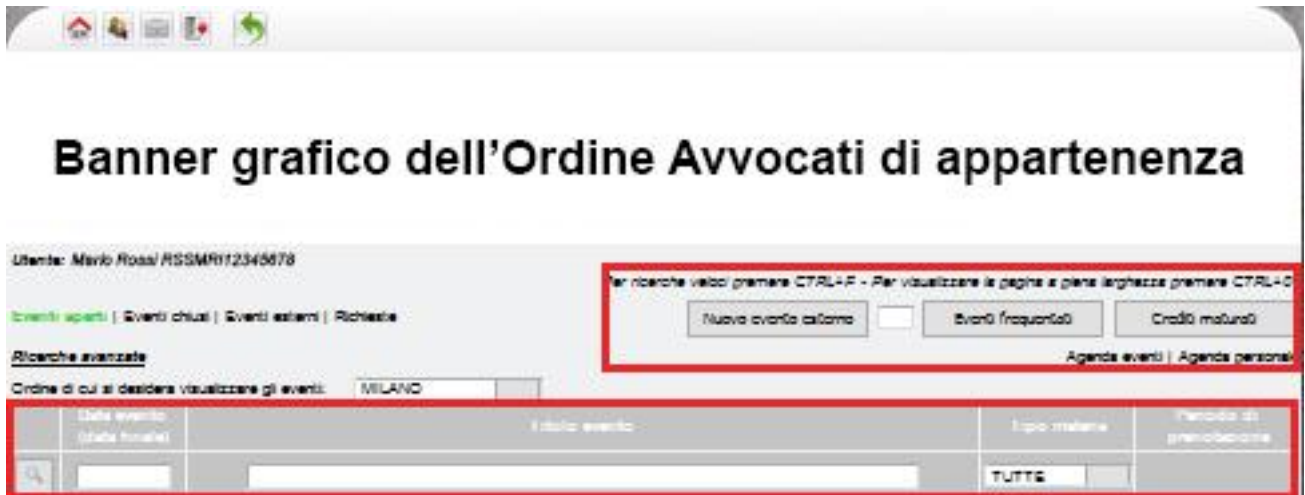 Banner grafico dell'Ordine Avvocati di appartenenza
Utente: Mario Rossi RSSMRI12345678
Per ricerche veloci premere CTRL+F - Per visualizzare la pagina a piena larghezza premere CTRL+0
Eventi aperti | Eventi chiusi | Eventi esterni | Richieste
Nuovo evento esterno Eventi frequentati Crediti maturati
Ricerche avanzate
Agenda eventi | Agenda personale
Ordine di cui si desidera visualizzare gli eventi: MILANO
Data evento (data finale) Titolo evento Tipo materia Periodo di prenotazione
TUTTE